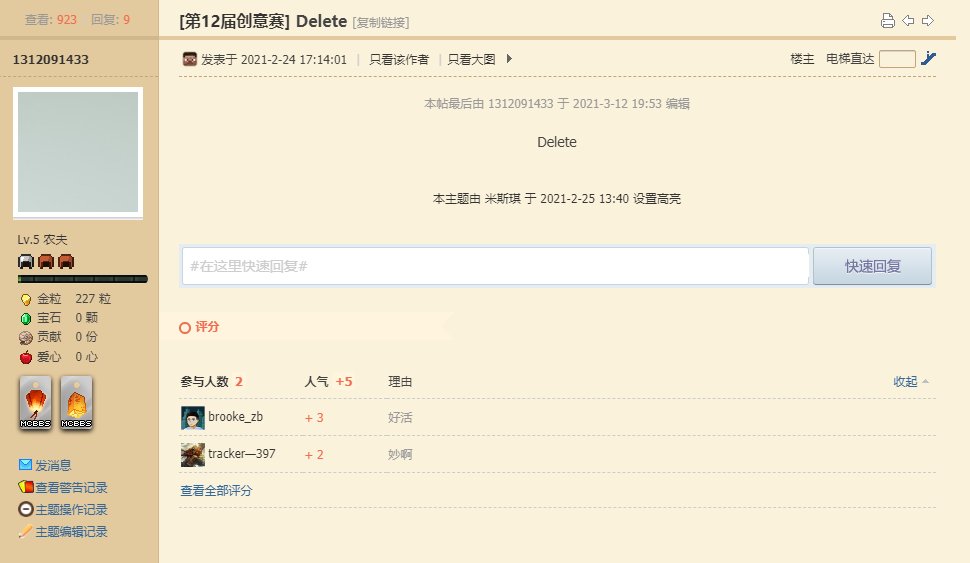 查看: 923 回复: 9
[第12届创意赛] Delete [复制链接]
1312091433
发表于 2021-2-24 17:14:01 | 只看该作者 | 只看大图
楼主 电梯直达
本帖最后由 1312091433 于 2021-3-12 19:53 编辑
Delete
本主题由 米斯琪 于 2021-2-25 13:40 设置高亮
Lv.5 农夫
金粒 227 粒
宝石 0 颗
贡献 0 份
爱心 0 心
MCBBS MCBBS
发消息
查看警告记录
主题操作记录
主题编辑记录
#在这里快速回复#
快速回复
评分
参与人数 2 人气 +5 理由 收起
brooke_zb + 3 好活
tracker—397 + 2 妙啊
查看全部评分